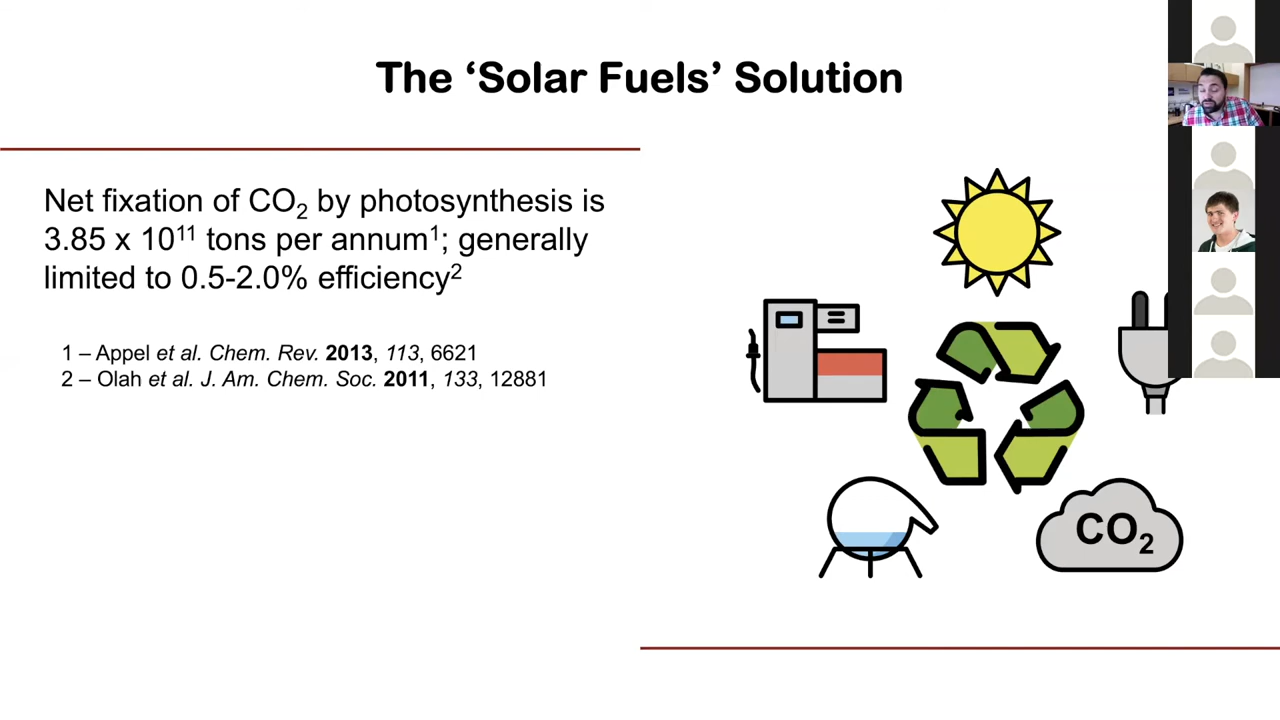 The ‘Solar Fuels’ Solution
Net fixation of CO₂ by photosynthesis is
3.85 x 10¹¹ tons per annum¹; generally
limited to 0.5-2.0% efficiency²
1 – Appel et al. Chem. Rev. 2013, 113, 6621
2 – Olah et al. J. Am. Chem. Soc. 2011, 133, 12881
CO₂